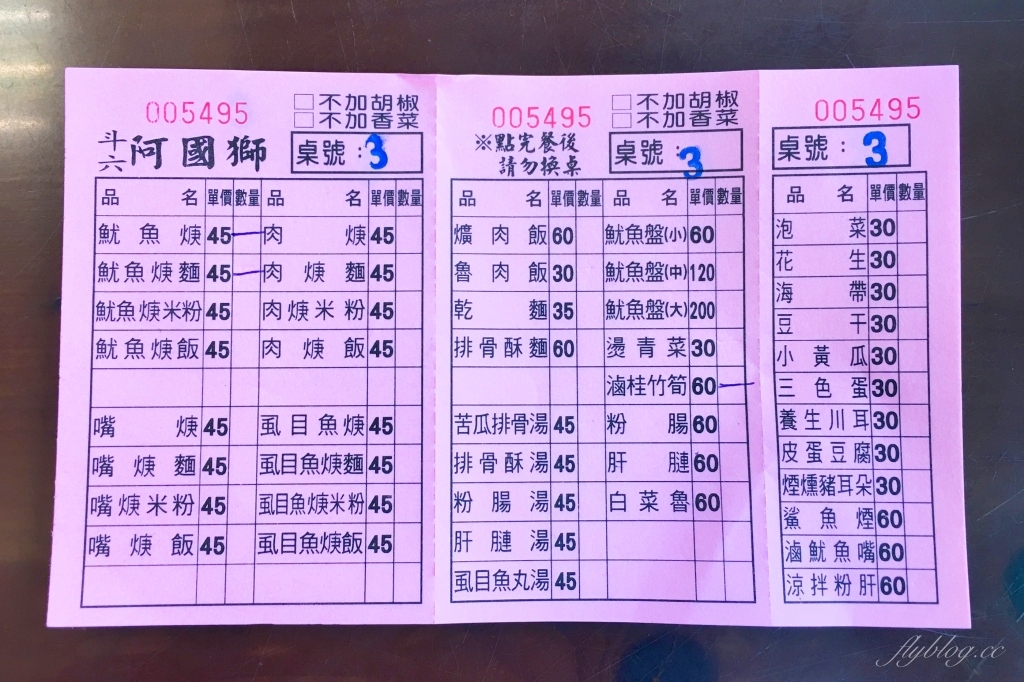 005495
□不加胡椒
□不加香菜
斗六 阿國獅
桌號：3
品名 單價 數量 品名 單價 數量
魷魚焿 45 一 肉焿 45
魷魚焿麵 45 一 肉焿麵 45
魷魚焿米粉 45 肉焿米粉 45
魷魚焿飯 45 肉焿飯 45
嘴焿 45 虱目魚焿 45
嘴焿麵 45 虱目魚焿麵 45
嘴焿米粉 45 虱目魚焿米粉 45
嘴焿飯 45 虱目魚焿飯 45
005495
□不加胡椒
□不加香菜
※點完餐後
請勿換桌
桌號：3
品名 單價 數量 品名 單價 數量
爌肉飯 60 魷魚盤(小) 60
魯肉飯 30 魷魚盤(中) 120
乾麵 35 魷魚盤(大) 200
排骨酥麵 60 燙青菜 30
滷桂竹筍 60 一
苦瓜排骨湯 45 粉腸 60
排骨酥湯 45 肝腱 60
粉腸湯 45 白菜魯 60
肝腱湯 45
虱目魚丸湯 45
005495
桌號：3
品名 單價 數量
泡菜 30
花生 30
海帶 30
豆干 30
小黃瓜 30
三色蛋 30
養生川耳 30
皮蛋豆腐 30
煙燻豬耳朵 30
鯊魚煙 60
滷魷魚嘴 60
涼拌粉肝 60
flyblog.cc